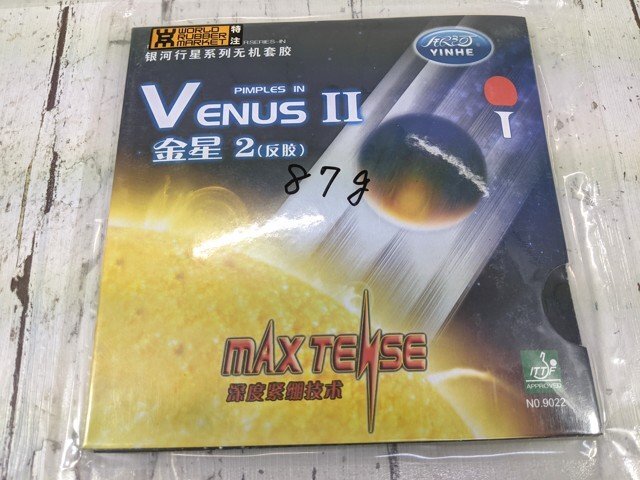 WORLD
RUBBER
MARKET
特注
RSERIES-IN
银河行星系列无机套胶
YINHE
PIMPLES IN
VENUS II
金星 2(反胶)
87g
MAX TENSE
深度紧绷技术
ITTF
APPROVED
NO.9022